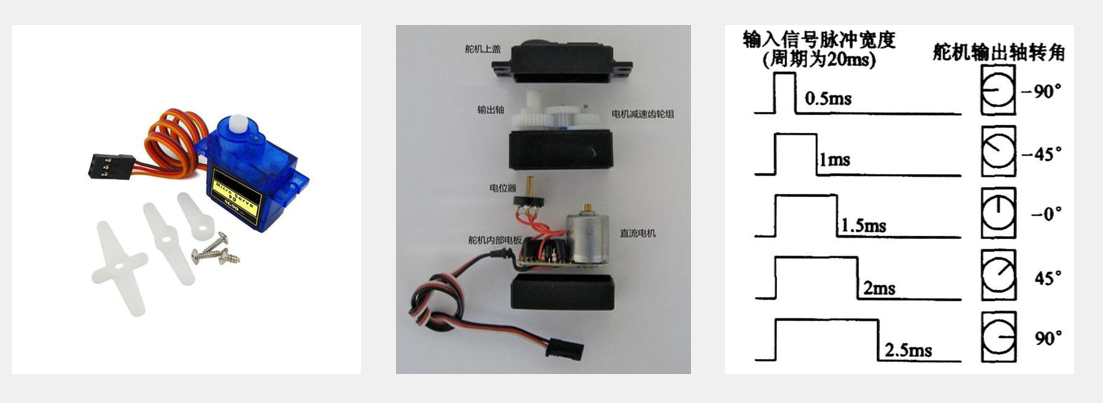 Micro Servo
舵机上盖
输出轴
电机减速齿轮组
电位器
舵机内部电板
直流电机
输入信号脉冲宽度
(周期为20ms)
舵机输出轴转角
0.5ms
-90°
1ms
-45°
1.5ms
-0°
2ms
45°
2.5ms
90°